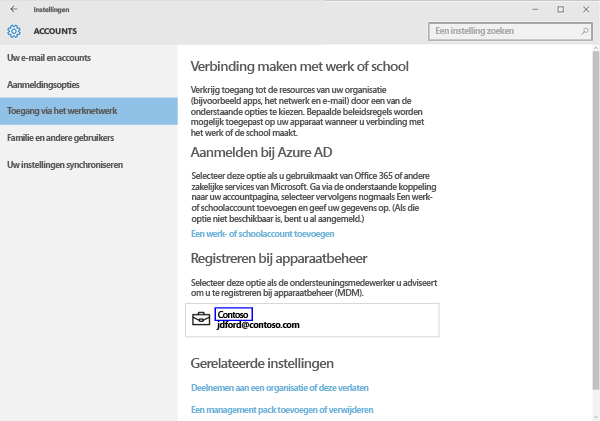 Instellingen
ACCOUNTS
Een instelling zoeken
Uw e-mail en accounts
Aanmeldingsopties
Toegang via het werknetwerk
Familie en andere gebruikers
Uw instellingen synchroniseren
Verbinding maken met werk of school
Verkrijg toegang tot de resources van uw organisatie
(bijvoorbeeld apps, het netwerk en e-mail) door een van de
onderstaande opties te kiezen. Bepaalde beleidsregels worden
mogelijk toegepast op uw apparaat wanneer u verbinding met
het werk of de school maakt.
Aanmelden bij Azure AD
Selecteer deze optie als u gebruikmaakt van Office 365 of andere
zakelijke services van Microsoft. Ga via de onderstaande koppeling
naar uw accountpagina, selecteer vervolgens nogmaals Een werk-
of schoolaccount toevoegen en geef uw gegevens op. (Als die
optie niet beschikbaar is, bent u al aangemeld.)
Een werk- of schoolaccount toevoegen
Registreren bij apparaatbeheer
Selecteer deze optie als de ondersteuningsmedewerker u adviseert
om u te registreren bij apparaatbeheer (MDM).
Contoso
jdford@contoso.com
Gerelateerde instellingen
Deelnemen aan een organisatie of deze verlaten
Een management pack toevoegen of verwijderen